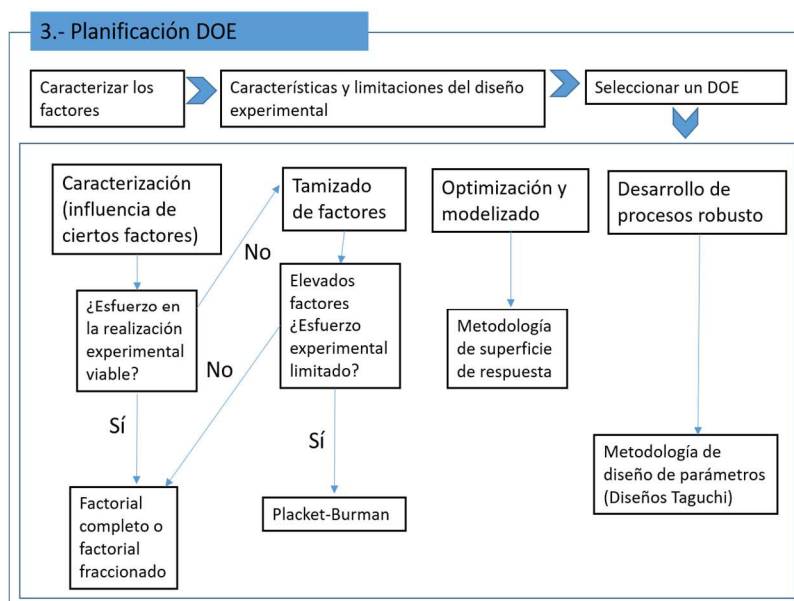 3.- Planificación DOE
Caracterizar los
factores
Características y limitaciones del diseño
experimental
Seleccionar un DOE
Caracterización
(influencia de
ciertos factores)
Tamizado
de factores
Optimización y
modelizado
Desarrollo de
procesos robusto
No
¿Esfuerzo en
la realización
experimental
viable?
Elevados
factores
¿Esfuerzo
experimental
limitado?
Metodología
de superficie
de respuesta
No
Sí
Sí
Metodología de
diseño de parámetros
(Diseños Taguchi)
Factorial
completo o
factorial
fraccionado
Placket-Burman